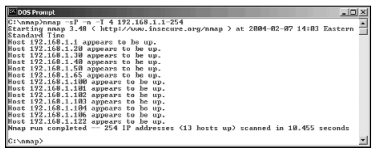 DOS Prompt
C:\nmap>nmap -sP -n -T 4 192.168.1.1-254
Starting nmap 3.48 ( http://www.insecure.org/nmap ) at 2004-02-07 14:03 Eastern
Standard Time
Host 192.168.1.1 appears to be up.
Host 192.168.1.20 appears to be up.
Host 192.168.1.30 appears to be up.
Host 192.168.1.40 appears to be up.
Host 192.168.1.50 appears to be up.
Host 192.168.1.65 appears to be up.
Host 192.168.1.100 appears to be up.
Host 192.168.1.101 appears to be up.
Host 192.168.1.102 appears to be up.
Host 192.168.1.103 appears to be up.
Host 192.168.1.104 appears to be up.
Host 192.168.1.106 appears to be up.
Host 192.168.1.122 appears to be up.
Nmap run completed -- 254 IP addresses (13 hosts up) scanned in 10.455 seconds
C:\nmap>